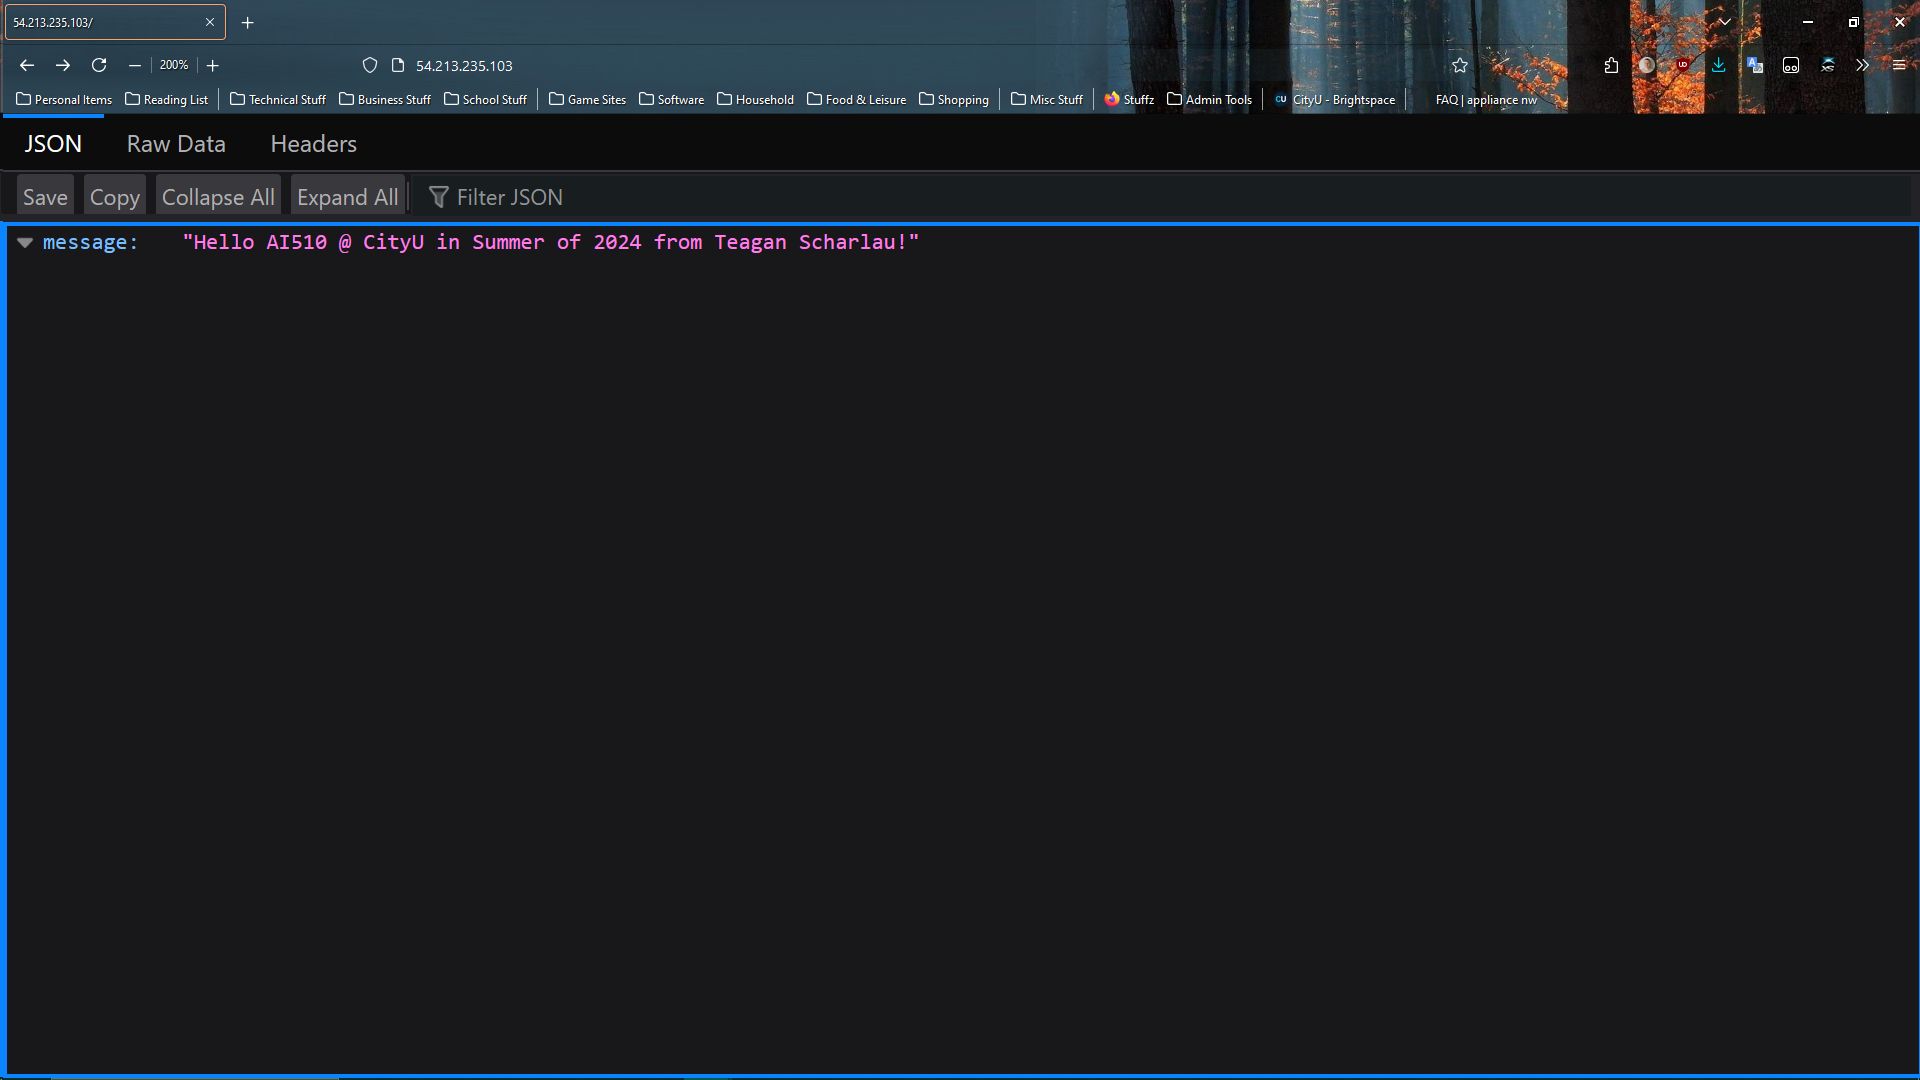 54.213.235.103/
200%
54.213.235.103
Personal Items Reading List Technical Stuff Business Stuff School Stuff Game Sites Software Household Food & Leisure Shopping Misc Stuff Stuffz Admin Tools CU CityU - Brightspace FAQ | appliance nw
JSON Raw Data Headers
Save Copy Collapse All Expand All Filter JSON
message: "Hello AI510 @ CityU in Summer of 2024 from Teagan Scharlau!"